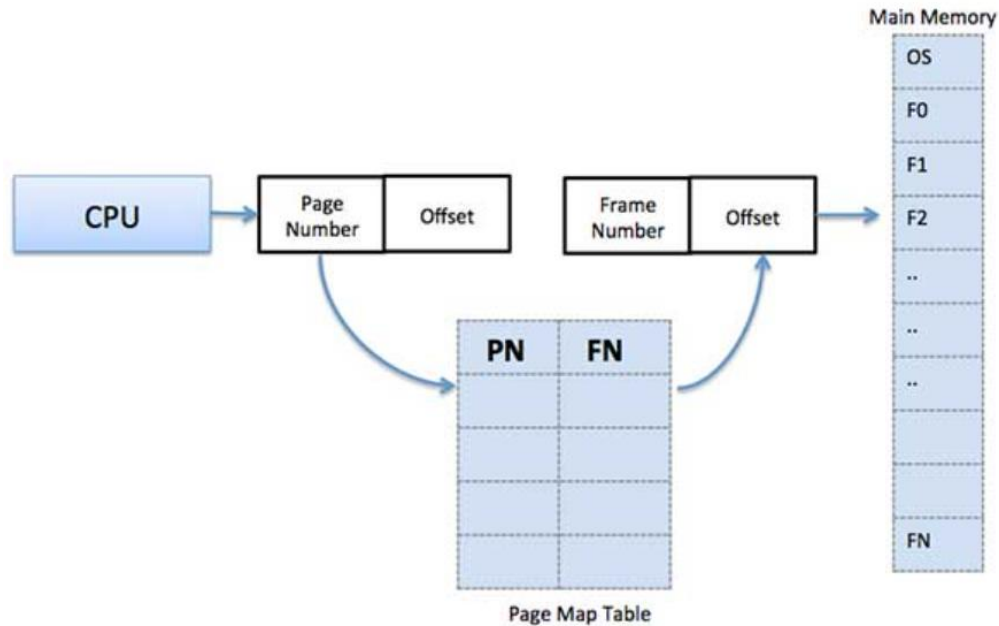 Main Memory
OS
F0
F1
F2
..
..
..
FN
CPU
Page
Number
Offset
Frame
Number
Offset
PN FN
Page Map Table